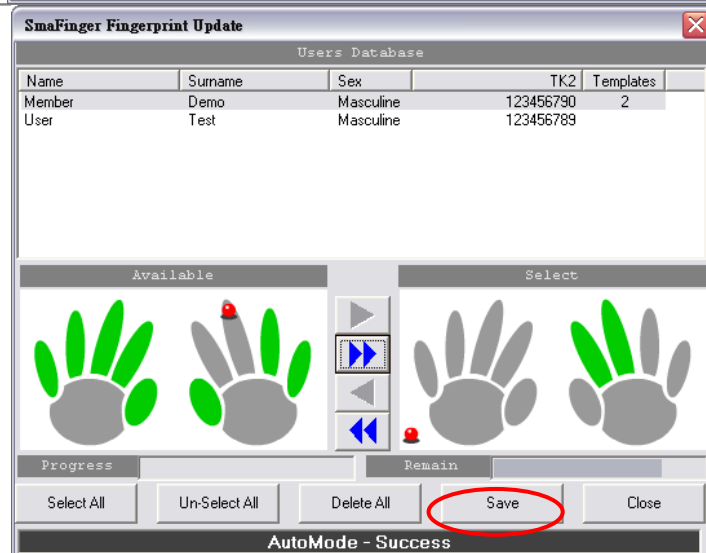 SmaFinger Fingerprint Update
Users Database
Name Surname Sex TK2 Templates
Member Demo Masculine 123456790 2
User Test Masculine 123456789
Available Select
Progress Remain
Select All Un-Select All Delete All Save Close
AutoMode - Success